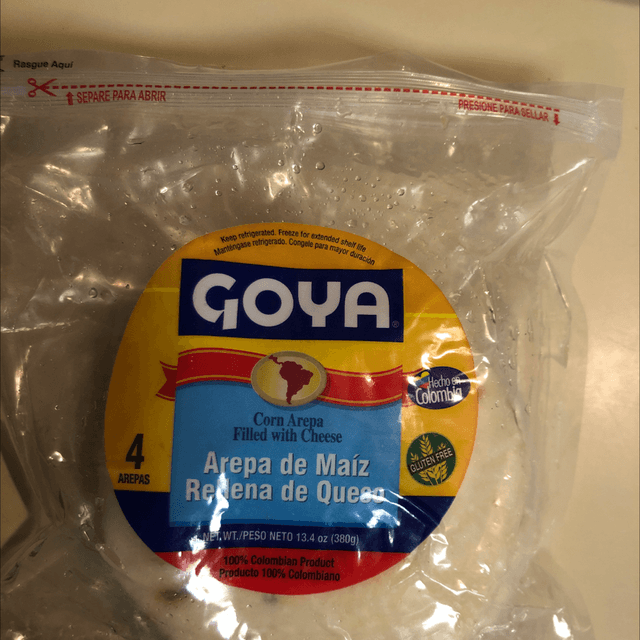 Rasgue Aquí
SEPARE PARA ABRIR
PRESIONE PARA SELLAR
Keep refrigerated. Freeze for extended shelf life
Manténgase refrigerado. Congele para mayor duración
GOYA®
Corn Arepa
Filled with Cheese
Hecho en
Colombia
4
AREPAS
Arepa de Maíz
Rellena de Queso
GLUTEN FREE
NET.WT./PESO NETO 13.4 oz (380g)
100% Colombian Product
Producto 100% Colombiano